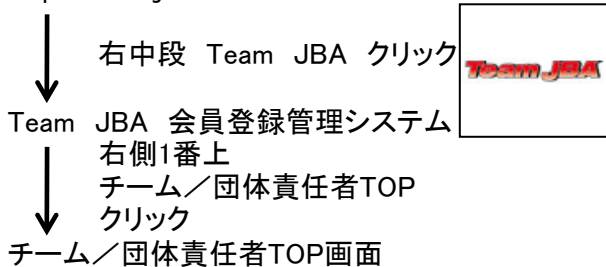 右中段 Team JBA クリック
Team JBA
Team JBA 会員登録管理システム
右側1番上
チーム／団体責任者TOP
クリック
チーム／団体責任者TOP画面